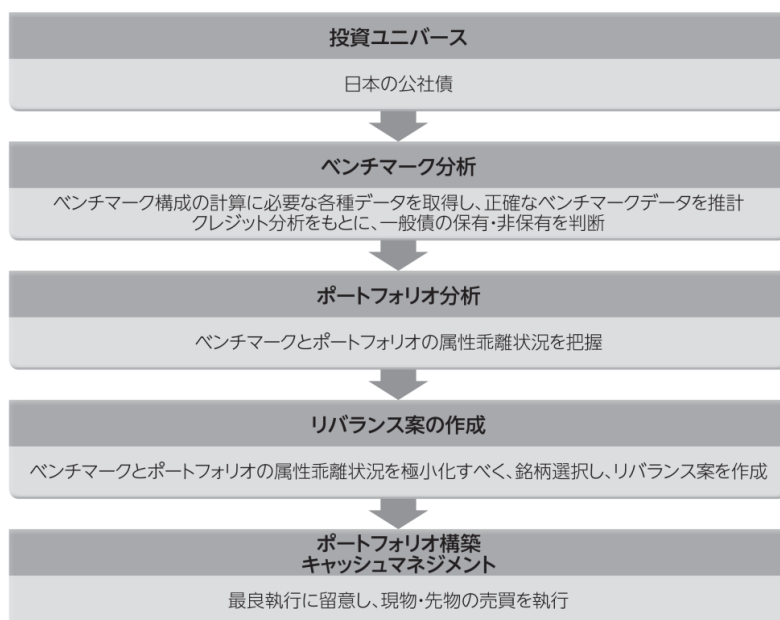 投資ユニバース
日本の公社債
ベンチマーク分析
ベンチマーク構成の計算に必要な各種データを取得し、正確なベンチマークデータを推計
クレジット分析をもとに、一般債の保有・非保有を判断
ポートフォリオ分析
ベンチマークとポートフォリオの属性乖離状況を把握
リバランス案の作成
ベンチマークとポートフォリオの属性乖離状況を極小化すべく、銘柄選択し、リバランス案を作成
ポートフォリオ構築
キャッシュマネジメント
最良執行に留意し、現物・先物の売買を執行